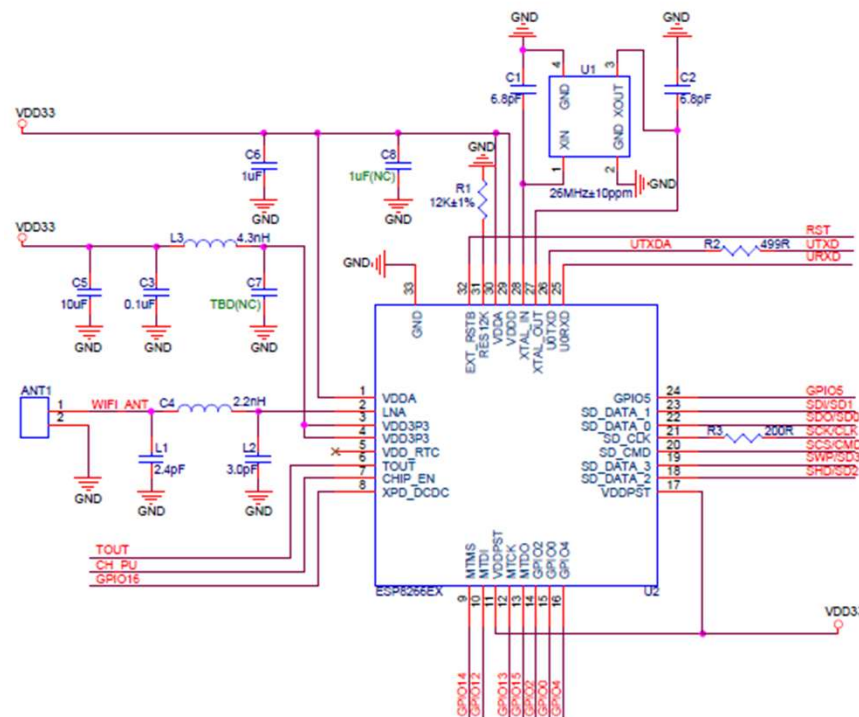 GND
GND
C1
6.8pF
4
GND
XIN
1
U1
3
XOUT
GND
2
C2
6.8pF
GND
26MHz±10ppm
VDD33
C6
1uF
GND
C8
1uF(NC)
GND
GND
R1
12K±1%
VDD33
L3
4.3nH
C5
10uF
GND
C3
0.1uF
GND
C7
TBD(NC)
GND
RST
UTXDA
R2
499R
UTXD
URXD
GND
33
GND
32
31
30
29
28
27
26
25
EXT_RSTB
RES12K
VDDA
VDDD
XTAL_IN
XTAL_OUT
U0TXD
U0RXD
ANT1
1
2
WIFI_ANT
C4
2.2nH
L1
2.4pF
L2
3.0pF
GND
GND
GND
1 VDDA
2 LNA
3 VDD3P3
4 VDD3P3
5 VDD_RTC
6 TOUT
7 CHIP_EN
8 XPD_DCDC
GPIO5 24 GPIO5
SD_DATA_1 23 SDI/SD1
SD_DATA_0 22 SDO/SD0
SD_CLK 21 R3 200R SCK/CLK
SD_CMD 20 SCS/CMD
SD_DATA_3 19 SWP/SD3
SD_DATA_2 18 SHD/SD2
VDDPST 17
TOUT
CH_PU
GPIO16
MTMS
MTDI
VDDPST
MTCK
MTDO
GPIO2
GPIO0
GPIO4
ESP8266EX
U2
9
10
11
12
13
14
15
16
VDD33
GPIO14
GPIO12
GPIO13
GPIO15
GPIO2
GPIO0
GPIO4